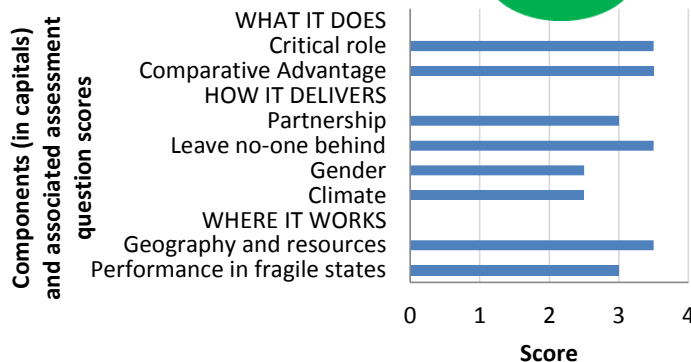 Components (in capitals)
and associated assessment
question scores
WHAT IT DOES
Critical role
Comparative Advantage
HOW IT DELIVERS
Partnership
Leave no-one behind
Gender
Climate
WHERE IT WORKS
Geography and resources
Performance in fragile states
0 1 2 3 4
Score